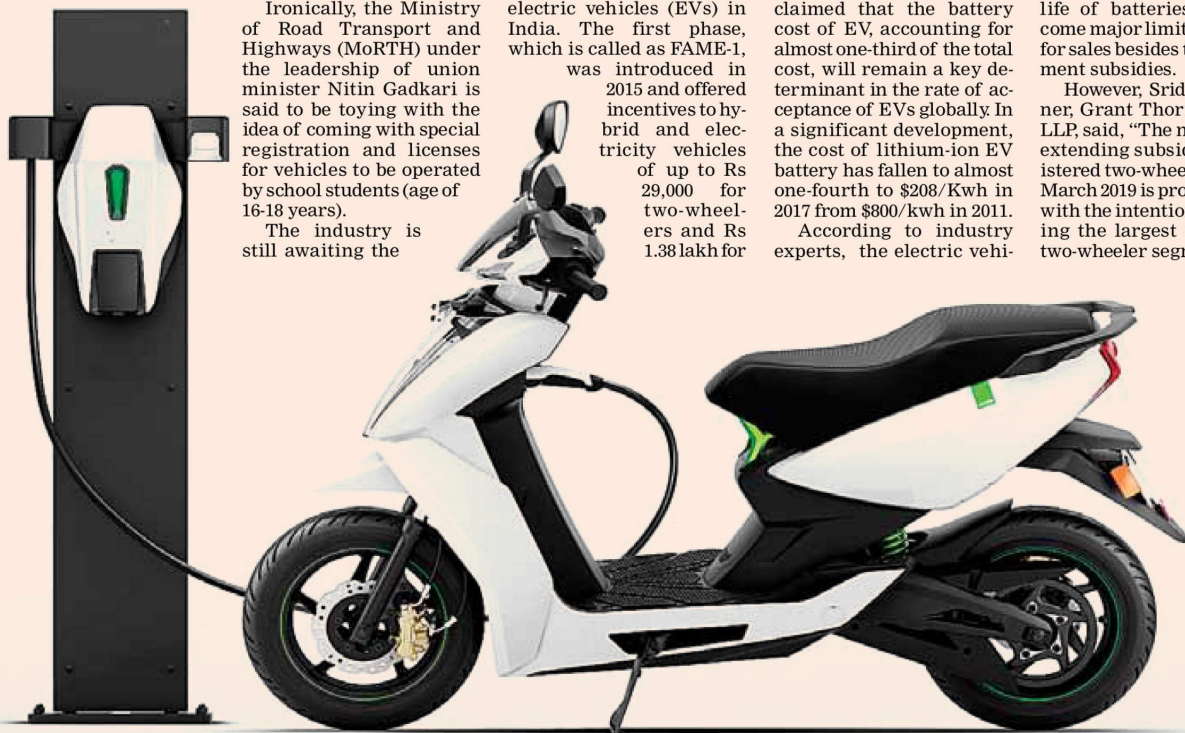 Ironically, the Ministry
of Road Transport and
Highways (MoRTH) under
the leadership of union
minister Nitin Gadkari is
said to be toying with the
idea of coming with special
registration and licenses
for vehicles to be operated
by school students (age of
16-18 years).
The industry is
still awaiting the
electric vehicles (EVs) in
India. The first phase,
which is called as FAME-1,
was introduced in
2015 and offered
incentives to hy-
brid and elec-
tricity vehicles
of up to Rs
29,000 for
two-wheel-
ers and Rs
1.38 lakh for
claimed that the battery
cost of EV, accounting for
almost one-third of the total
cost, will remain a key de-
terminant in the rate of ac-
ceptance of EVs globally. In
a significant development,
the cost of lithium-ion EV
battery has fallen to almost
one-fourth to $208/Kwh in
2017 from $800/kwh in 2011.
According to industry
experts, the electric vehi-
life of batteries
come major limit
for sales besides t
ment subsidies.
However, Srid
ner, Grant Thor
LLP, said, “The n
extending subsid
istered two-whee
March 2019 is pro
with the intentio
ing the largest
two-wheeler segm